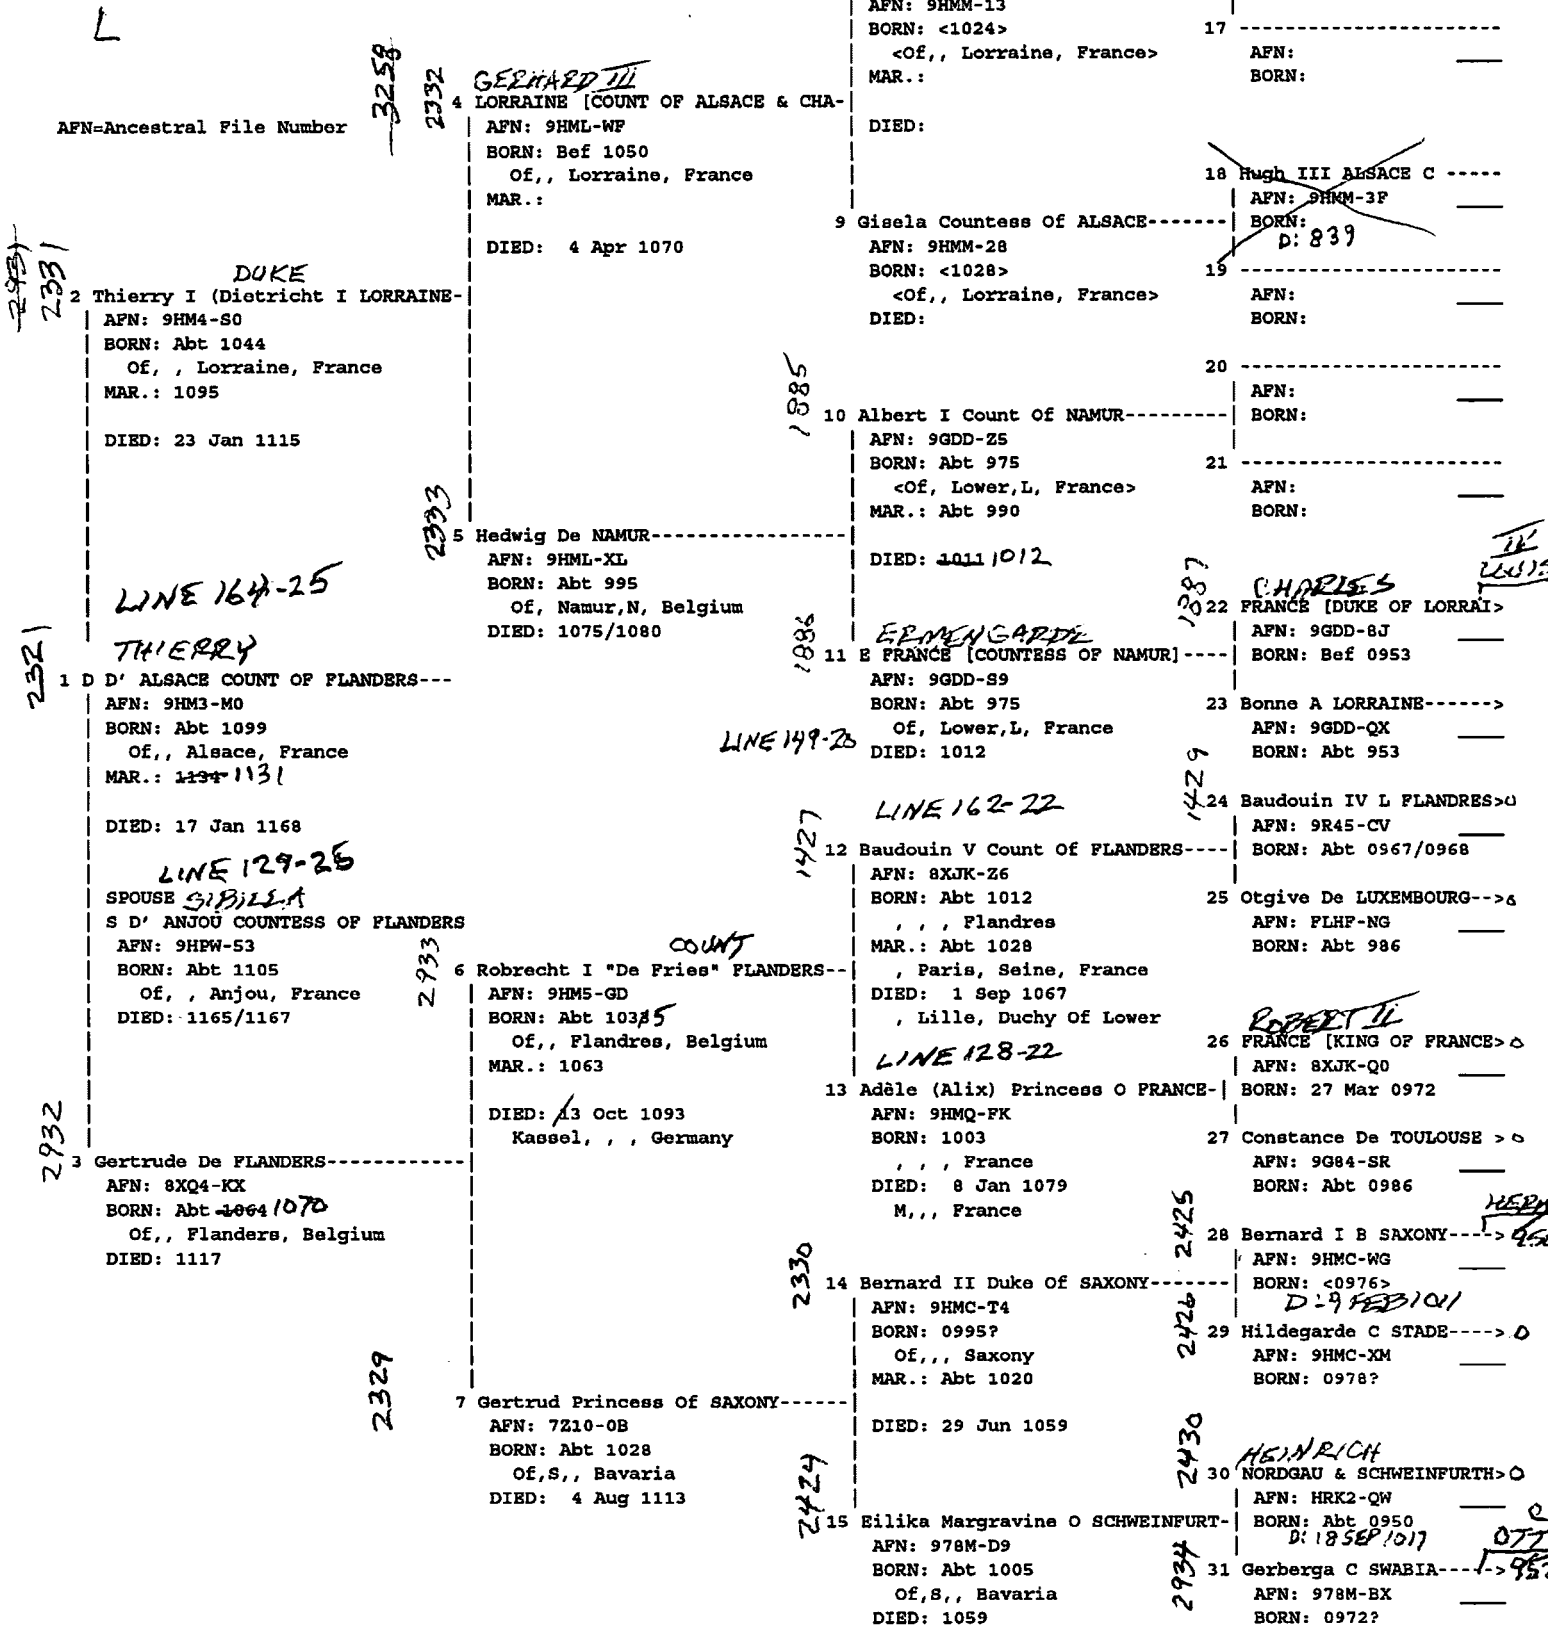 L
AFN=Ancestral File Number
2931
2331
DUKE
2 Thierry I (Dietricht I LORRAINE-
AFN: 9HM4-S0
BORN: Abt 1044
Of, , Lorraine, France
MAR.: 1095
DIED: 23 Jan 1115
LINE 164-25
2321
THIERRY
1 D D' ALSACE COUNT OF FLANDERS---
AFN: 9HM3-M0
BORN: Abt 1099
Of,, Alsace, France
MAR.: 1134 1131
DIED: 17 Jan 1168
LINE 129-25
SPOUSE SIBILLA
S D' ANJOU COUNTESS OF FLANDERS
AFN: 9HPW-S3
BORN: Abt 1105
Of, , Anjou, France
DIED: 1165/1167
2932
3 Gertrude De FLANDERS------------
AFN: 8XQ4-KX
BORN: Abt 1064 1070
Of,, Flanders, Belgium
DIED: 1117
3258
2332
GERHARD III
4 LORRAINE [COUNT OF ALSACE & CHA-
AFN: 9HML-WF
BORN: Bef 1050
Of,, Lorraine, France
MAR.:
DIED: 4 Apr 1070
2333
5 Hedwig De NAMUR-----------------
AFN: 9HML-XL
BORN: Abt 995
Of, Namur,N, Belgium
DIED: 1075/1080
2933
COUNT
6 Robrecht I "De Fries" FLANDERS--
AFN: 9HM5-GD
BORN: Abt 1035
Of,, Flandres, Belgium
MAR.: 1063
DIED: 13 Oct 1093
Kassel, , , Germany
2329
7 Gertrud Princess Of SAXONY------
AFN: 7Z10-0B
BORN: Abt 1028
Of,S,, Bavaria
DIED: 4 Aug 1113
AFN: 9HMM-13
BORN: <1024>
<Of,, Lorraine, France>
MAR.:
DIED:
9 Gisela Countess Of ALSACE-------
AFN: 9HMM-28
BORN: <1028>
<Of,, Lorraine, France>
DIED:
1885
10 Albert I Count Of NAMUR---------
AFN: 9GDD-Z5
BORN: Abt 975
<Of, Lower,L, France>
MAR.: Abt 990
DIED: 1011 1012
1886
ERMENGARDE
11 E FRANCE [COUNTESS OF NAMUR]----
AFN: 9GDD-S9
BORN: Abt 975
Of, Lower,L, France
LINE 149-20
DIED: 1012
LINE 162-22
1427
12 Baudouin V Count Of FLANDERS----
AFN: 8XJK-Z6
BORN: Abt 1012
, , , Flandres
MAR.: Abt 1028
, Paris, Seine, France
DIED: 1 Sep 1067
, Lille, Duchy Of Lower
LINE 128-22
13 Adèle (Alix) Princess O FRANCE-
AFN: 9HMQ-FK
BORN: 1003
, , , France
DIED: 8 Jan 1079
M,,, France
2330
14 Bernard II Duke Of SAXONY-------
AFN: 9HMC-T4
BORN: 0995?
Of,,, Saxony
MAR.: Abt 1020
DIED: 29 Jun 1059
2424
15 Eilika Margravine O SCHWEINFURT-
AFN: 978M-D9
BORN: Abt 1005
Of,S,, Bavaria
DIED: 1059
17 ----------------------
AFN:
BORN:
18 Hugh III ALSACE C -----
AFN: 9HMM-3F
BORN:
D: 839
19 ----------------------
AFN:
BORN:
20 ----------------------
AFN:
BORN:
21 ----------------------
AFN:
BORN:
1887
CHARLES
IV
22 FRANCE [DUKE OF LORRAI>
AFN: 9GDD-8J
BORN: Bef 0953
23 Bonne A LORRAINE------>
AFN: 9GDD-QX
BORN: Abt 953
1429
24 Baudouin IV L FLANDRES>
AFN: 9R45-CV
BORN: Abt 0967/0968
25 Otgive De LUXEMBOURG-->
AFN: FLHF-NG
BORN: Abt 986
ROBERT II
26 FRANCE [KING OF FRANCE>
AFN: 8XJK-Q0
BORN: 27 Mar 0972
27 Constance De TOULOUSE >
AFN: 9G84-SR
BORN: Abt 0986
2425
28 Bernard I B SAXONY---->
AFN: 9HMC-WG
BORN: <0976>
D: 9 FEB 1011
2426
29 Hildegarde C STADE---->
AFN: 9HMC-XM
BORN: 0978?
2430
HEINRICH
30 NORDGAU & SCHWEINFURTH>
AFN: HRK2-QW
BORN: Abt 0950
D: 18 SEP 1017
2934
31 Gerberga C SWABIA----->
AFN: 978M-BX
BORN: 0972?